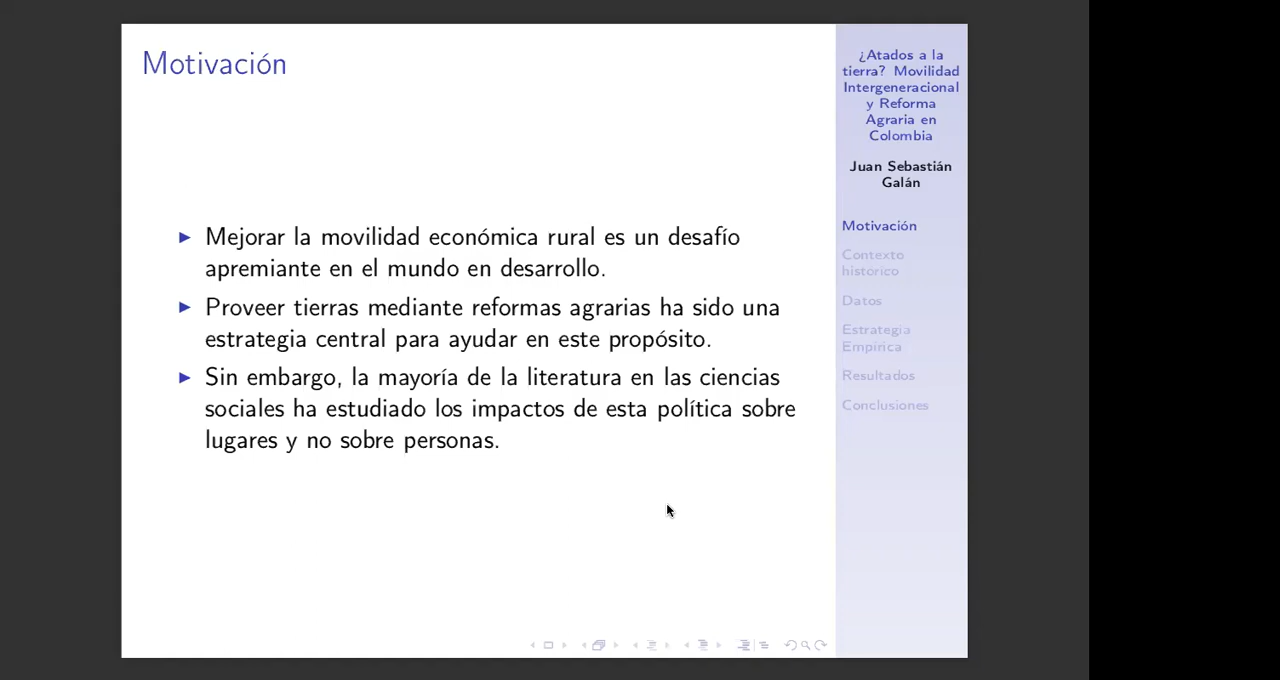 Motivación
Mejorar la movilidad económica rural es un desafío
apremiante en el mundo en desarrollo.
Proveer tierras mediante reformas agrarias ha sido una
estrategia central para ayudar en este propósito.
Sin embargo, la mayoría de la literatura en las ciencias
sociales ha estudiado los impactos de esta política sobre
lugares y no sobre personas.
¿Atados a la
tierra? Movilidad
Intergeneracional
y Reforma
Agraria en
Colombia
Juan Sebastián
Galán
Motivación
Contexto
historico
Datos
Estrategia
Empírica
Resultados
Conclusiones